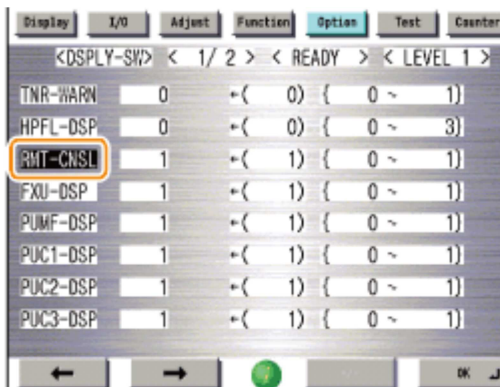 Display I/O Adjust Function Option Test Counter
<DSPLY-SW> < 1/ 2 > < READY > < LEVEL 1 >
TNR-WARN 0 ←( 0) { 0 ~ 1}
HPFL-DSP 0 ←( 0) { 0 ~ 3}
RMT-CNSL 1 ←( 1) { 0 ~ 1}
FXU-DSP 1 ←( 1) { 0 ~ 1}
PUMF-DSP 1 ←( 1) { 0 ~ 1}
PUC1-DSP 1 ←( 1) { 0 ~ 1}
PUC2-DSP 1 ←( 1) { 0 ~ 1}
PUC3-DSP 1 ←( 1) { 0 ~ 1}
← → OK